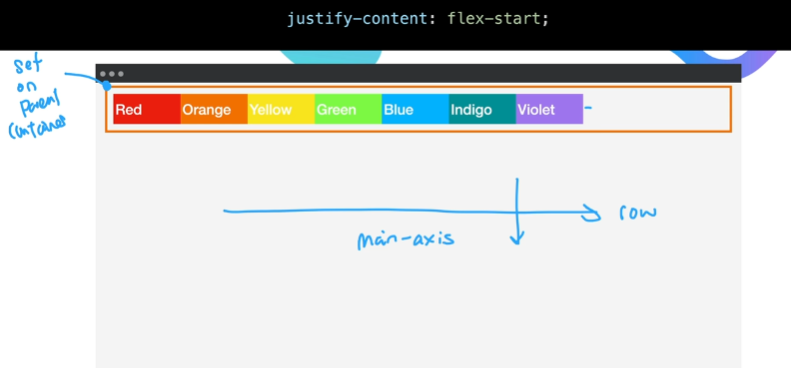 justify-content: flex-start;
set
on
Parent
Container
Red Orange Yellow Green Blue Indigo Violet
main-axis
row